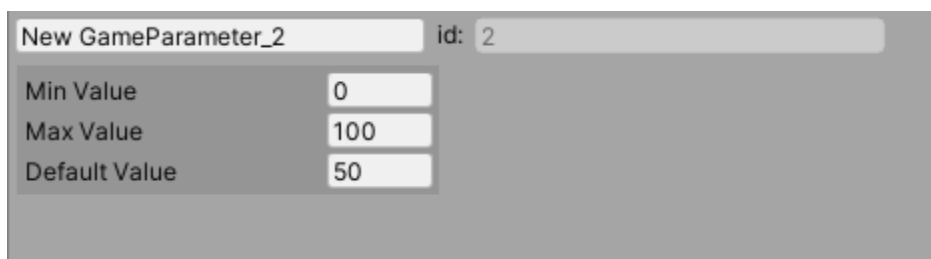 New GameParameter_2 id: 2
Min Value 0
Max Value 100
Default Value 50